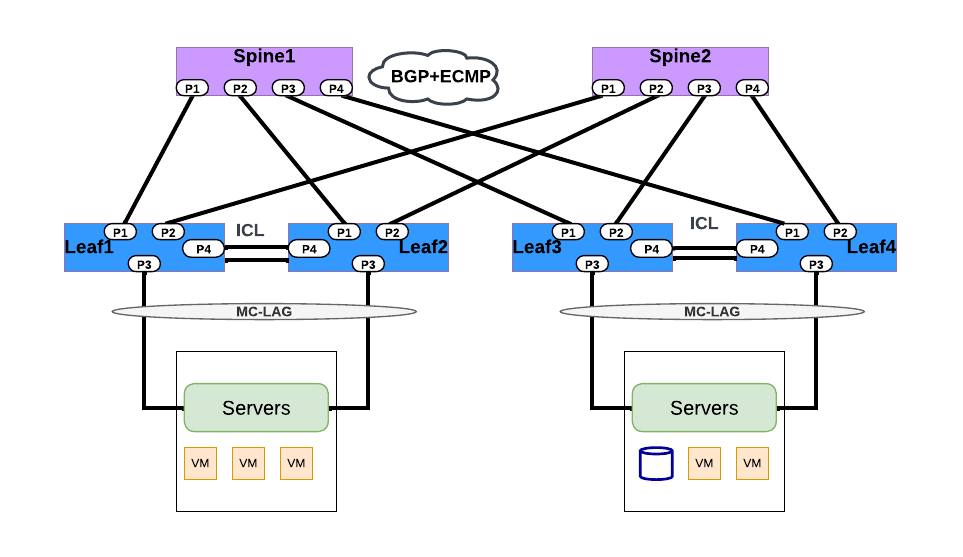 Spine1
P1
P2
P3
P4
BGP+ECMP
Spine2
P1
P2
P3
P4
Leaf1
P1
P2
P4
P3
ICL
Leaf2
P1
P2
P4
P3
Leaf3
P1
P2
P4
P3
ICL
Leaf4
P1
P2
P4
P3
MC-LAG
MC-LAG
Servers
VM
VM
VM
Servers
VM
VM